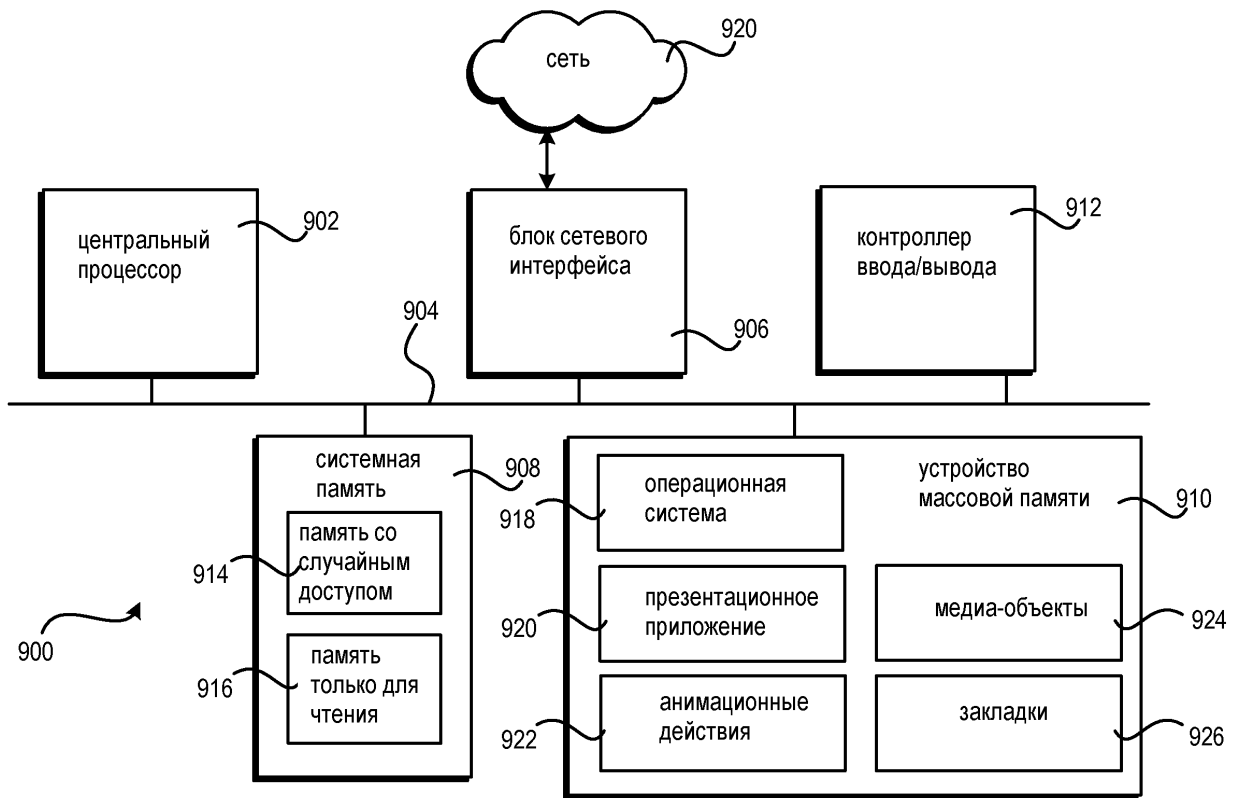 920
сеть
902
центральный
процессор
блок сетевого
интерфейса
906
912
контроллер
ввода/вывода
904
системная
память
908
память со
случайным
доступом
914
память
только для
чтения
916
900
операционная
система
918
устройство
массовой памяти
910
презентационное
приложение
920
медиа-объекты
924
анимационные
действия
922
закладки
926